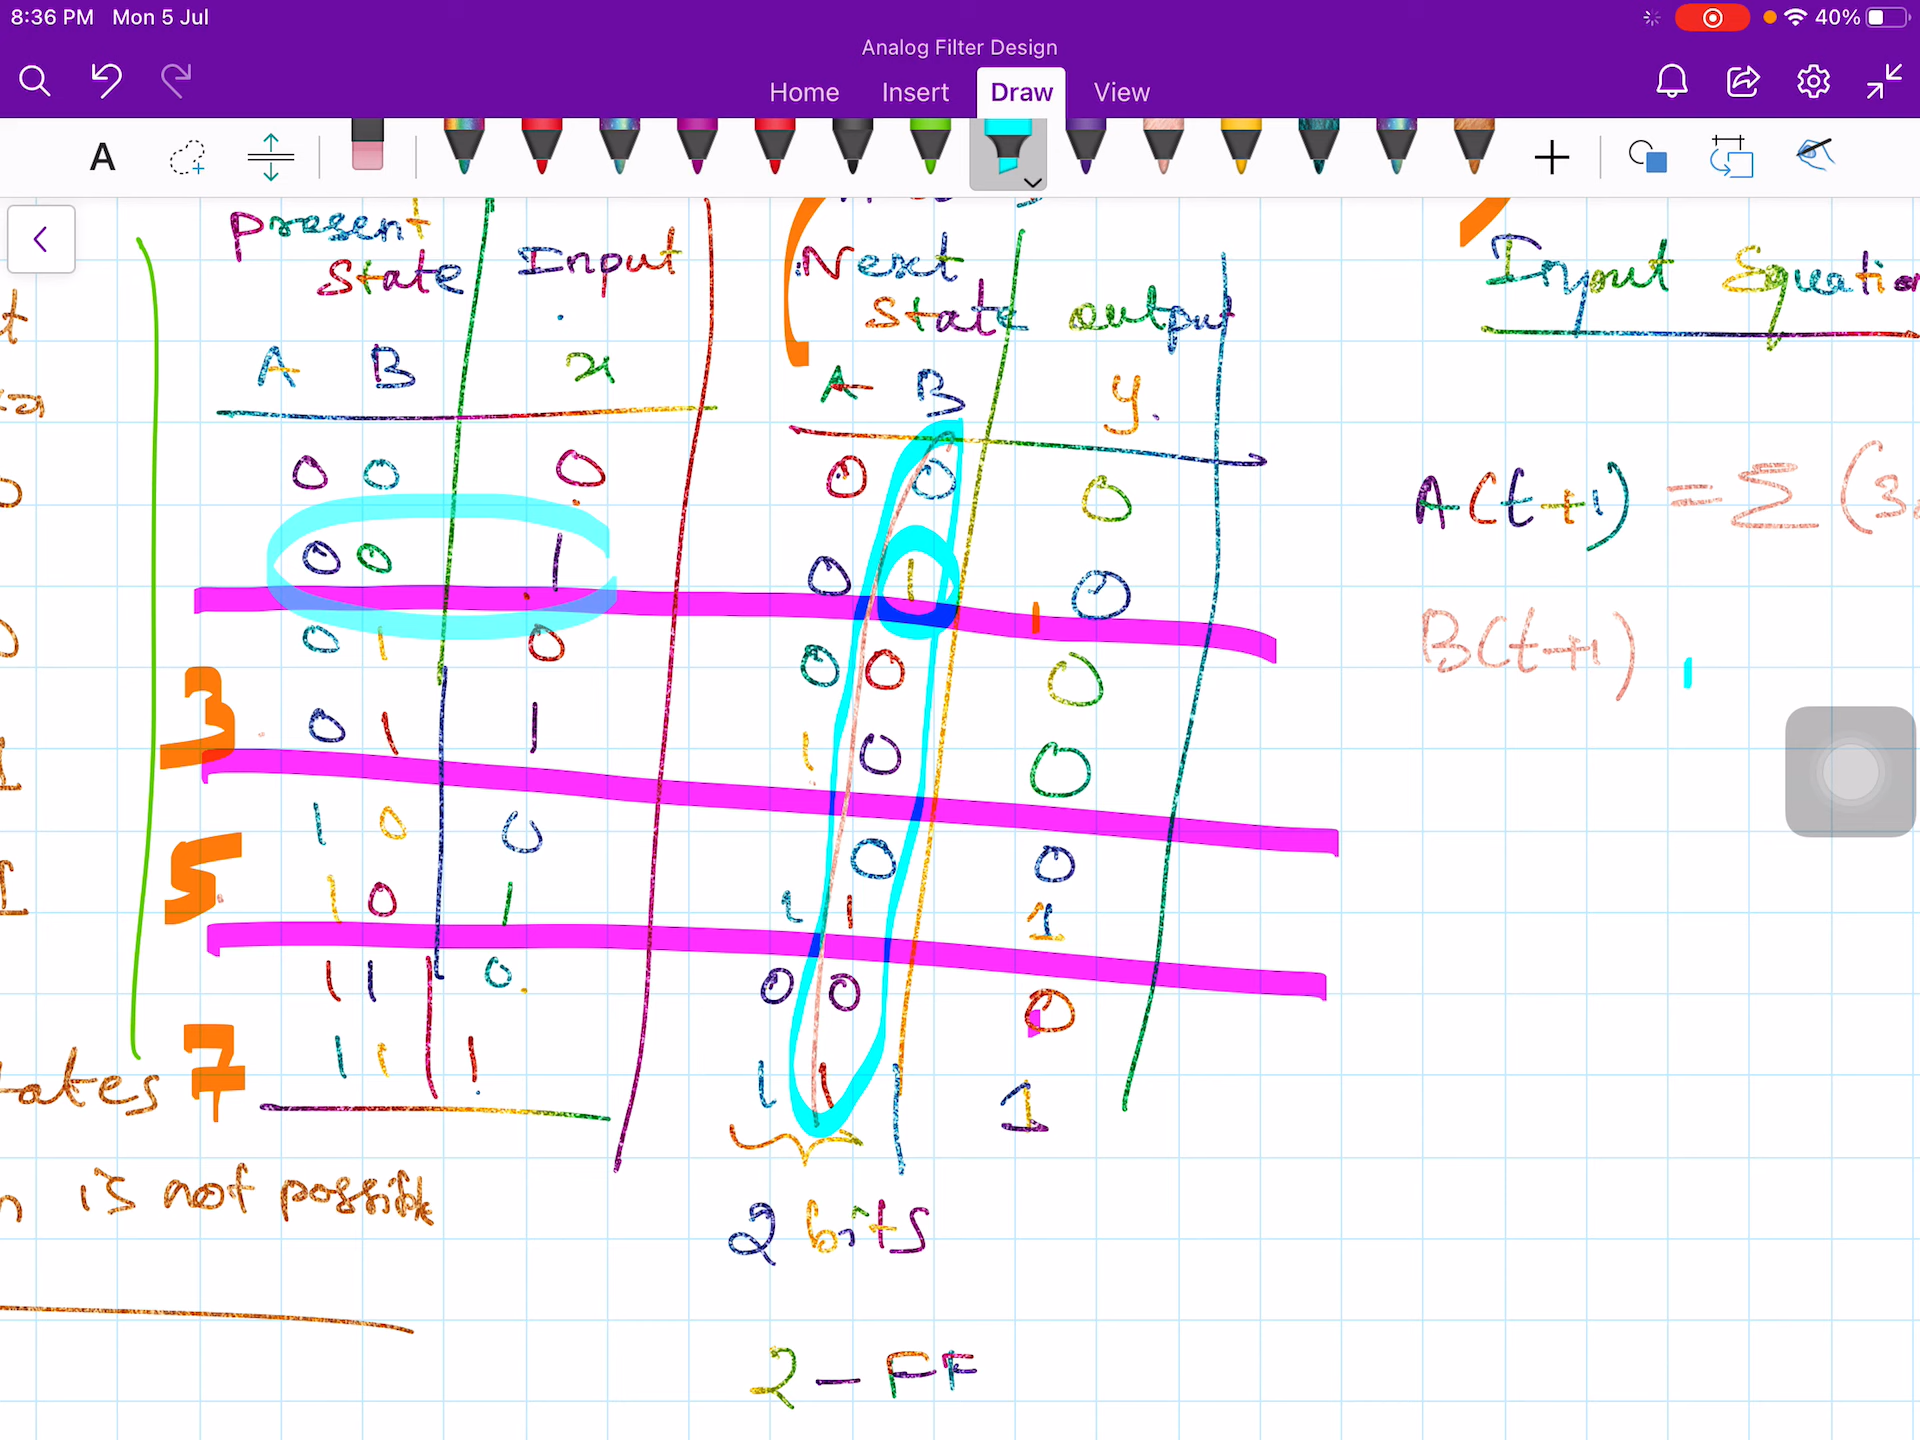 8:36 PM Mon 5 Jul
40%
Analog Filter Design
Home Insert Draw View
A
Present State Input
Next State output
Input Equatio
A B x
A B y
0 0 0 0 0 0
0 0 1 0 1 0
0 1 0 0 0 0
3 0 1 1 1 0 0
1 0 0 0 0
5 1 0 1 1 1 1
1 1 0 0 0 0
7 1 1 1 1 1 1
A(t+1) = Σ (3,
B(t+1)
tates
n is not possible
2 bits
2 - FF